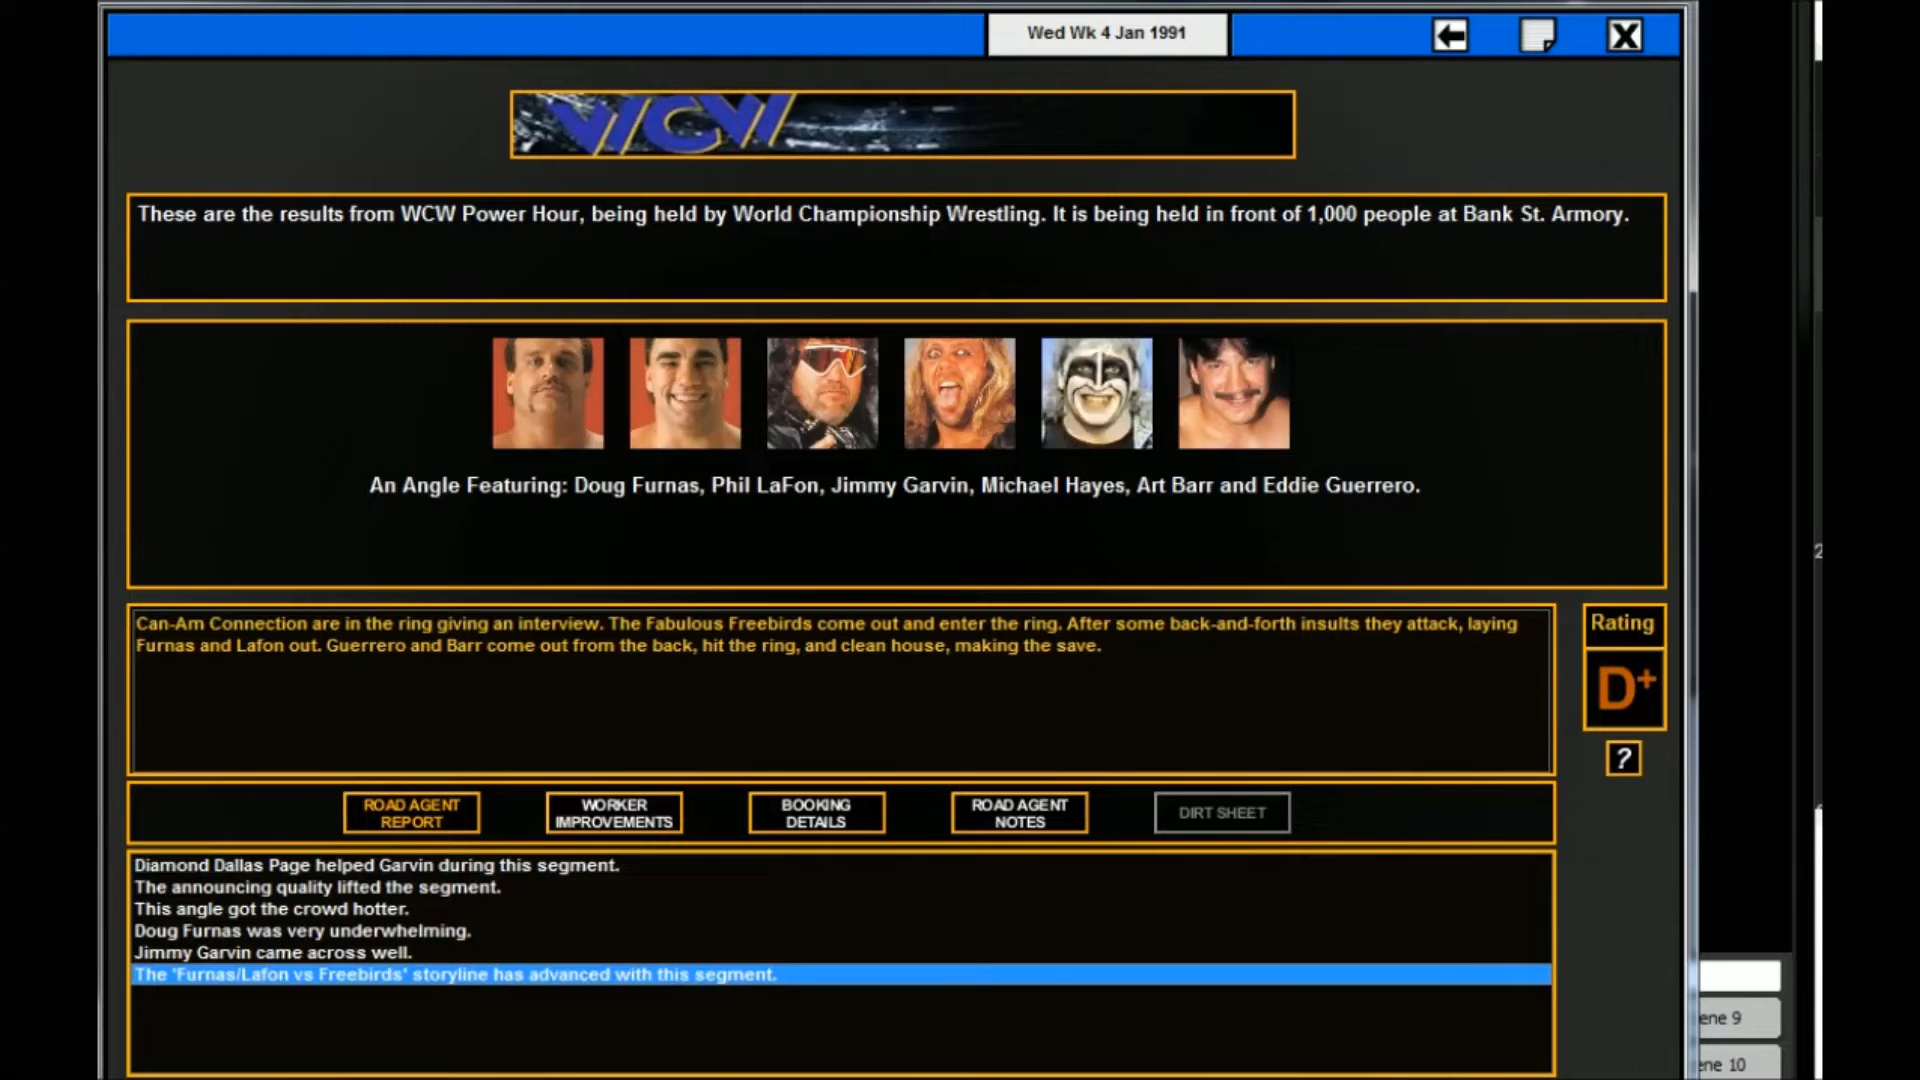 Wed Wk 4 Jan 1991
WCW
These are the results from WCW Power Hour, being held by World Championship Wrestling. It is being held in front of 1,000 people at Bank St. Armory.
An Angle Featuring: Doug Furnas, Phil LaFon, Jimmy Garvin, Michael Hayes, Art Barr and Eddie Guerrero.
Can-Am Connection are in the ring giving an interview. The Fabulous Freebirds come out and enter the ring. After some back-and-forth insults they attack, laying
Furnas and Lafon out. Guerrero and Barr come out from the back, hit the ring, and clean house, making the save.
Rating
D+
?
ROAD AGENT
REPORT
WORKER
IMPROVEMENTS
BOOKING
DETAILS
ROAD AGENT
NOTES
DIRT SHEET
Diamond Dallas Page helped Garvin during this segment.
The announcing quality lifted the segment.
This angle got the crowd hotter.
Doug Furnas was very underwhelming.
Jimmy Garvin came across well.
The 'Furnas/Lafon vs Freebirds' storyline has advanced with this segment.
ene 9
ene 10